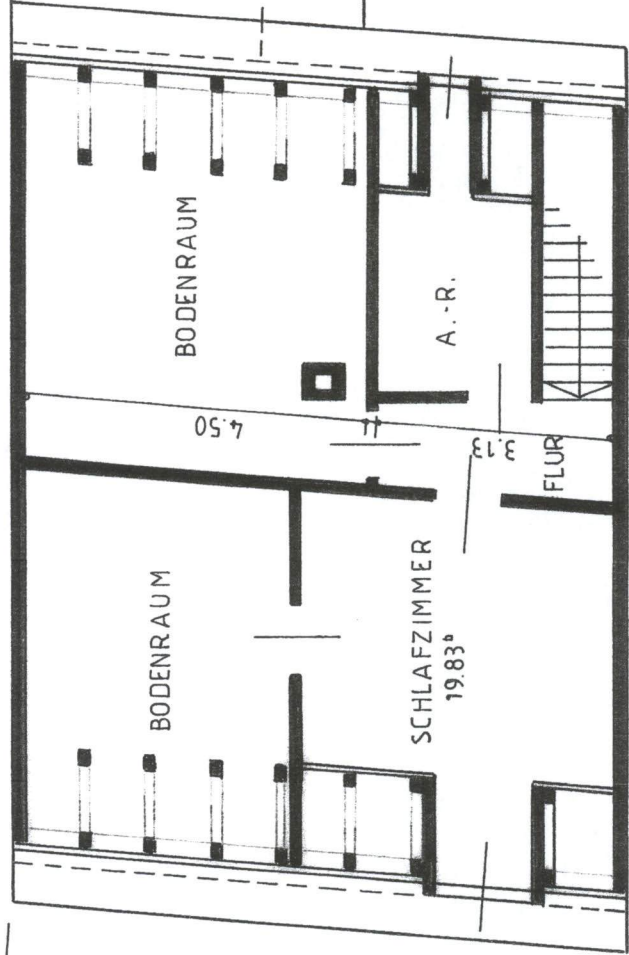 BODENRAUM
A.-R.
4.50
3.13
FLUR
BODENRAUM
SCHLAFZIMMER
19.83